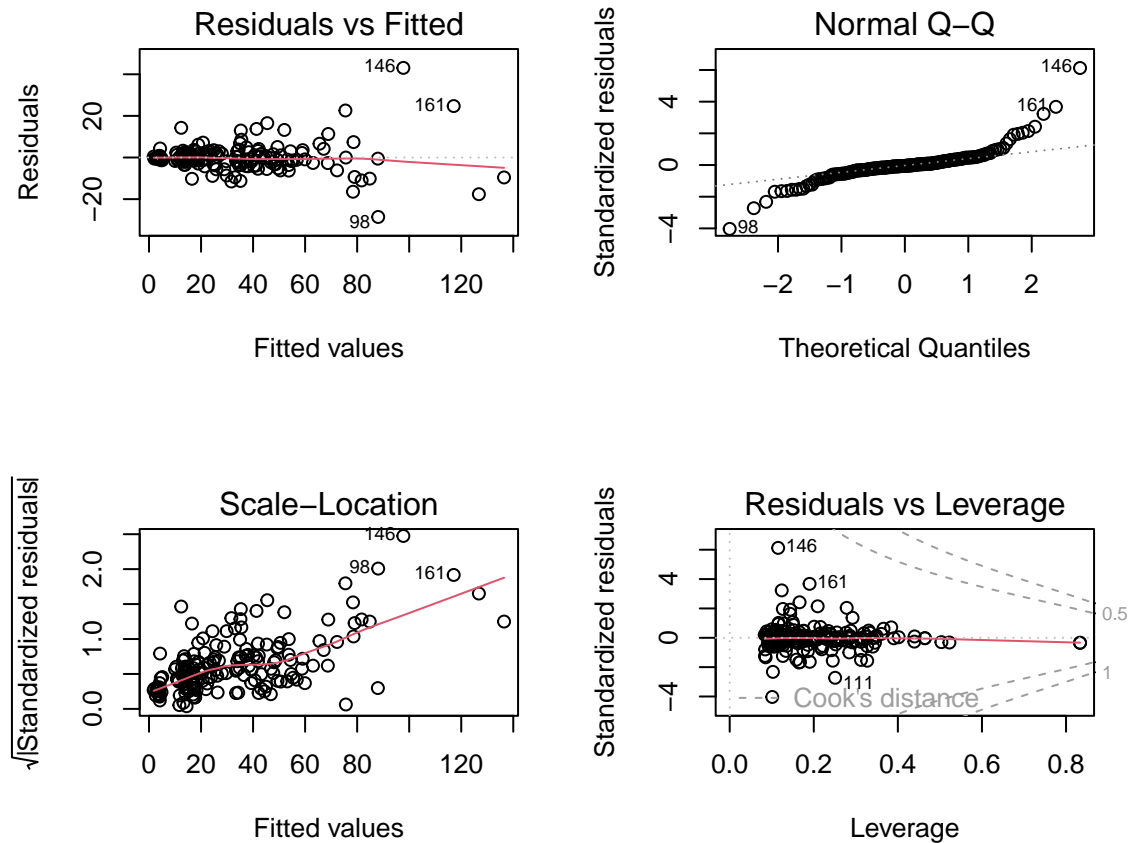 Residuals vs Fitted
Residuals
20
−20
146
161
98
0 20 40 60 80 120
Fitted values
Normal Q−Q
Standardized residuals
4
0
−4
146
161
98
−2 −1 0 1 2
Theoretical Quantiles
Scale−Location
√|Standardized residuals|
2.0
1.0
0.0
146
98
161
0 20 40 60 80 120
Fitted values
Residuals vs Leverage
Standardized residuals
4
0
−4
146
161
111
0.5
1
Cook's distance
0.0 0.2 0.4 0.6 0.8
Leverage